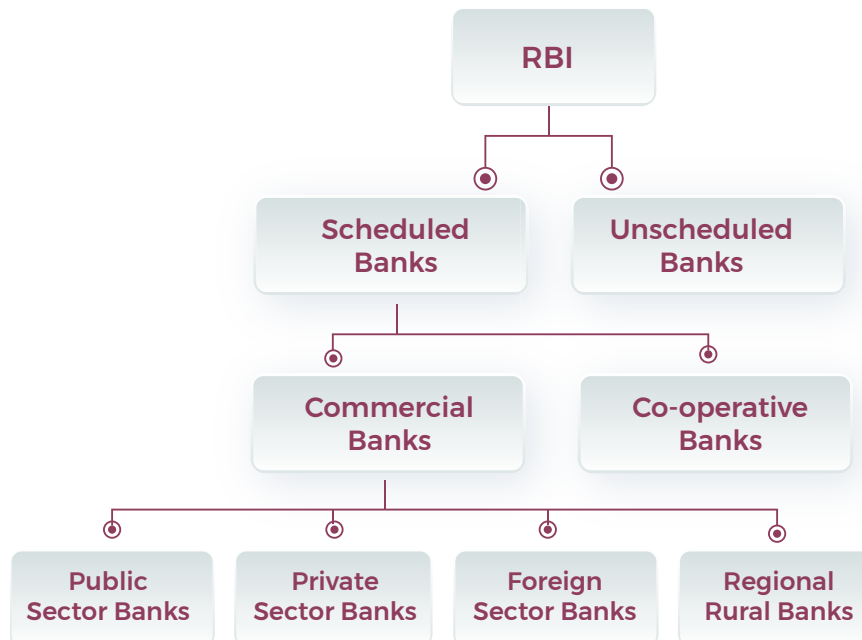 RBI
Scheduled
Banks
Unscheduled
Banks
Commercial
Banks
Co-operative
Banks
Public
Sector Banks
Private
Sector Banks
Foreign
Sector Banks
Regional
Rural Banks